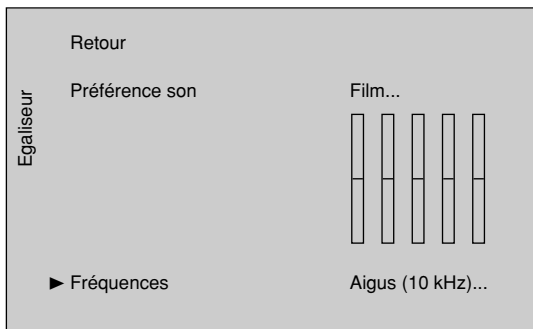 Egaliseur
Retour
Préférence son Film...
Fréquences Aigus (10 kHz)...